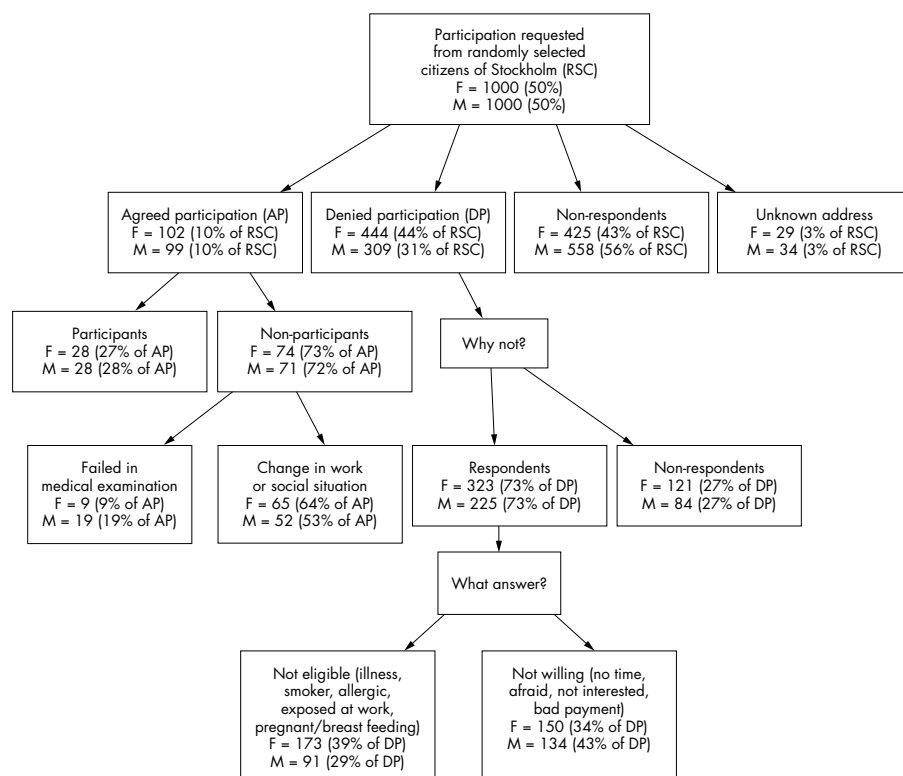 Participation requested
from randomly selected
citizens of Stockholm (RSC)
F = 1000 (50%)
M = 1000 (50%)
Agreed participation (AP)
F = 102 (10% of RSC)
M = 99 (10% of RSC)
Denied participation (DP)
F = 444 (44% of RSC)
M = 309 (31% of RSC)
Non-respondents
F = 425 (43% of RSC)
M = 558 (56% of RSC)
Unknown address
F = 29 (3% of RSC)
M = 34 (3% of RSC)
Participants
F = 28 (27% of AP)
M = 28 (28% of AP)
Non-participants
F = 74 (73% of AP)
M = 71 (72% of AP)
Why not?
Failed in
medical examination
F = 9 (9% of AP)
M = 19 (19% of AP)
Change in work
or social situation
F = 65 (64% of AP)
M = 52 (53% of AP)
Respondents
F = 323 (73% of DP)
M = 225 (73% of DP)
Non-respondents
F = 121 (27% of DP)
M = 84 (27% of DP)
What answer?
Not eligible (illness,
smoker, allergic,
exposed at work,
pregnant/breast feeding)
F = 173 (39% of DP)
M = 91 (29% of DP)
Not willing (no time,
afraid, not interested,
bad payment)
F = 150 (34% of DP)
M = 134 (43% of DP)